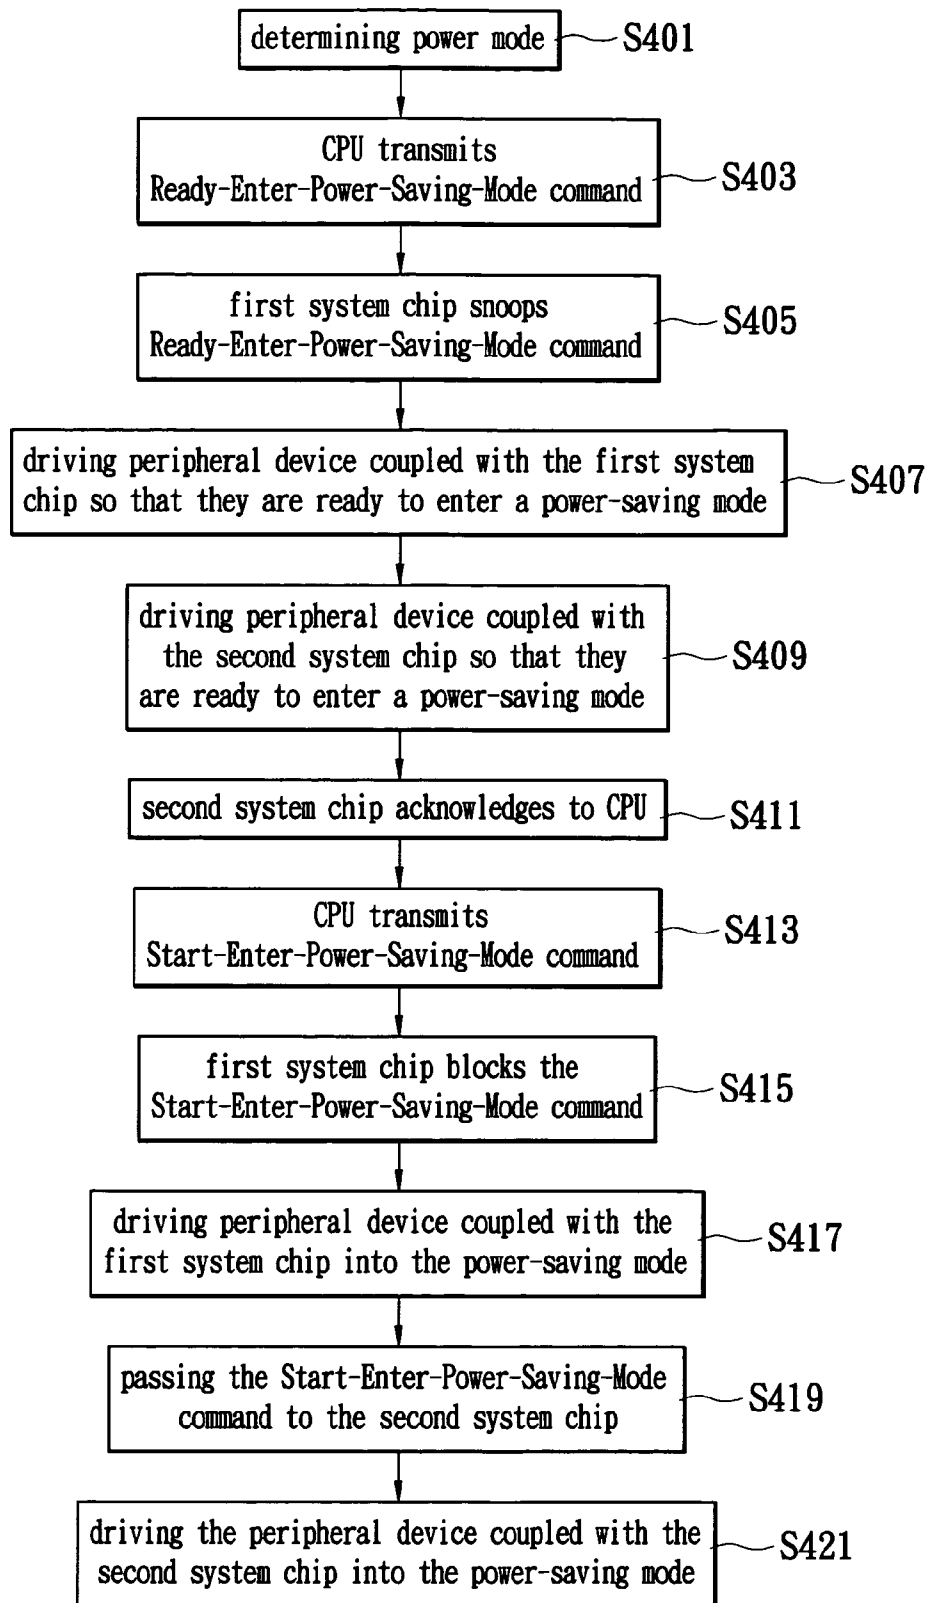 determining power mode
S401
CPU transmits
Ready-Enter-Power-Saving-Mode command
S403
first system chip snoops
Ready-Enter-Power-Saving-Mode command
S405
driving peripheral device coupled with the first system
chip so that they are ready to enter a power-saving mode
S407
driving peripheral device coupled with
the second system chip so that they
are ready to enter a power-saving mode
S409
second system chip acknowledges to CPU
S411
CPU transmits
Start-Enter-Power-Saving-Mode command
S413
first system chip blocks the
Start-Enter-Power-Saving-Mode command
S415
driving peripheral device coupled with the
first system chip into the power-saving mode
S417
passing the Start-Enter-Power-Saving-Mode
command to the second system chip
S419
driving the peripheral device coupled with the
second system chip into the power-saving mode
S421